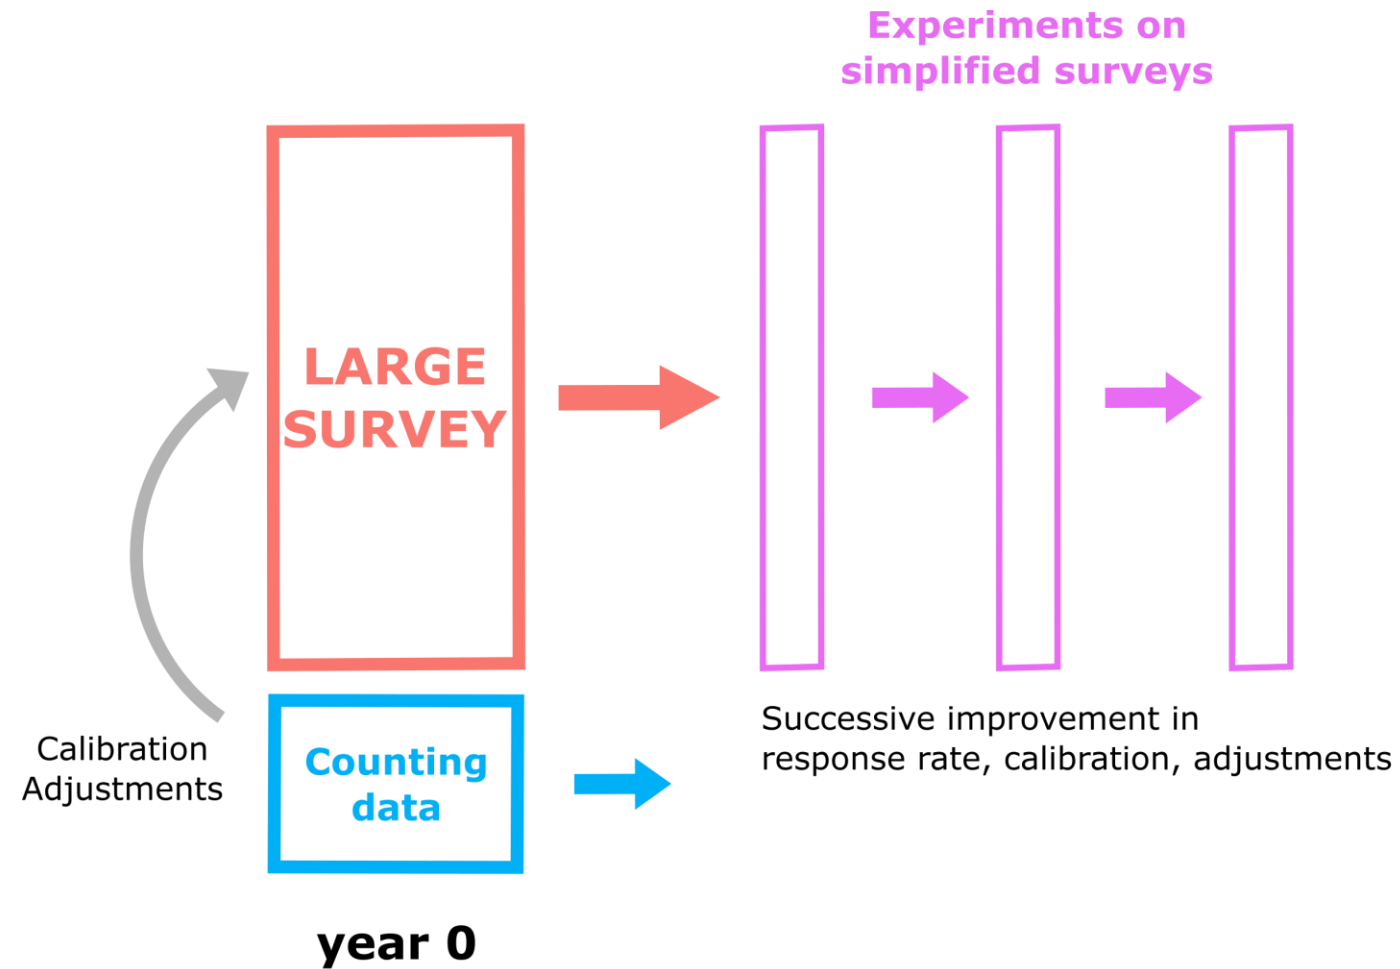 Experiments on
simplified surveys
LARGE
SURVEY
Calibration
Adjustments
Counting
data
Successive improvement in
response rate, calibration, adjustments
year 0